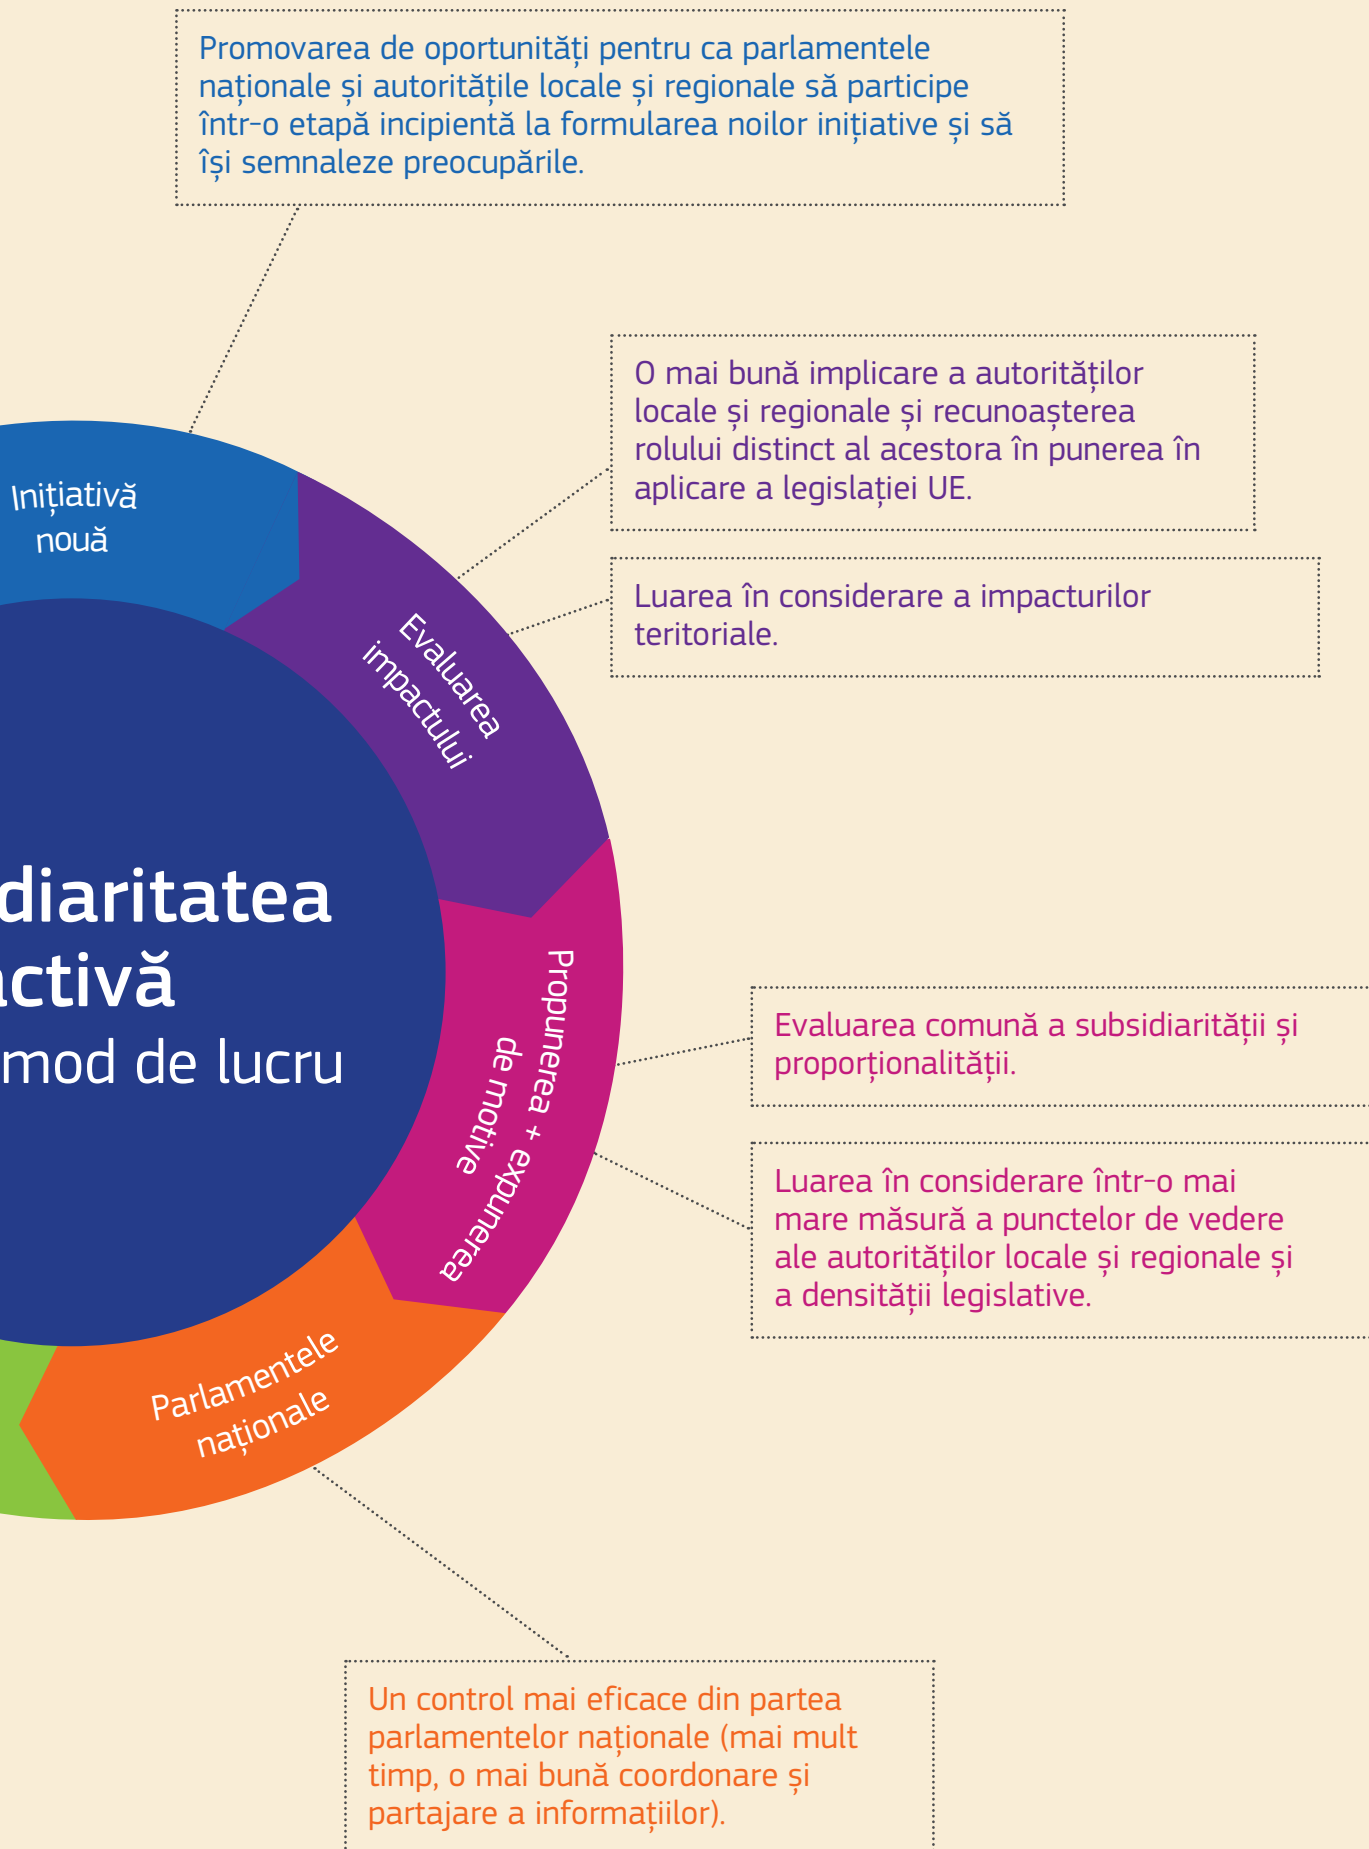 Promovarea de oportunități pentru ca parlamentele
naționale și autoritățile locale și regionale să participe
într-o etapă incipientă la formularea noilor inițiative și să
își semnaleze preocupările.
O mai bună implicare a autorităților
locale și regionale și recunoașterea
rolului distinct al acestora în punerea în
aplicare a legislației UE.
Inițiativă
nouă
Luarea în considerare a impacturilor
teritoriale.
Evaluarea
impactului
diaritatea
activă
mod de lucru
Propunerea + expunerea
de motive
Evaluarea comună a subsidiarității și
proporționalității.
Luarea în considerare într-o mai
mare măsură a punctelor de vedere
ale autorităților locale și regionale și
a densității legislative.
Parlamentele
naționale
Un control mai eficace din partea
parlamentelor naționale (mai mult
timp, o mai bună coordonare și
partajare a informațiilor).